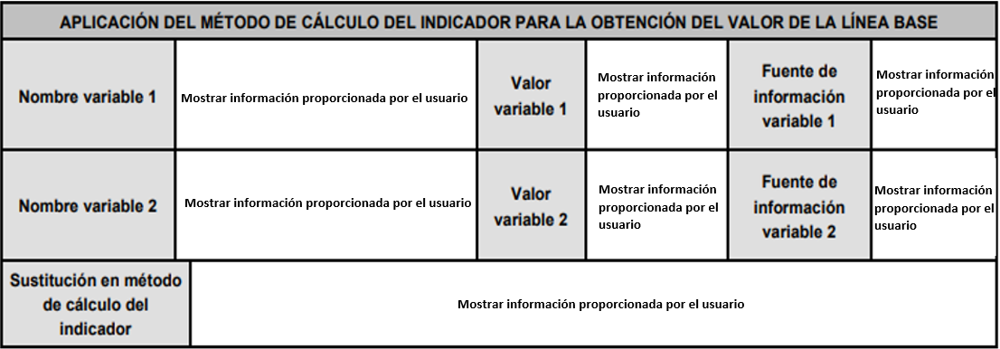 APLICACIÓN DEL MÉTODO DE CÁLCULO DEL INDICADOR PARA LA OBTENCIÓN DEL VALOR DE LA LÍNEA BASE
Nombre variable 1
Mostrar información proporcionada por el usuario
Valor
variable 1
Mostrar información
proporcionada por el
usuario
Fuente de
información
variable 1
Mostrar información
proporcionada por el
usuario
Nombre variable 2
Mostrar información proporcionada por el usuario
Valor
variable 2
Mostrar información
proporcionada por el
usuario
Fuente de
información
variable 2
Mostrar información
proporcionada por el
usuario
Sustitución en método
de cálculo del
indicador
Mostrar información proporcionada por el usuario